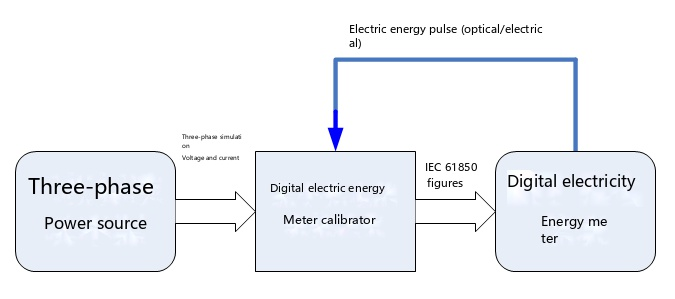 Electric energy pulse (optical/electric
al)
Three-phase simulati
on
Voltage and current
Three-phase
Power source
Digital electric energy
Meter calibrator
IEC 61850
figures
Digital electricity
Energy me
ter